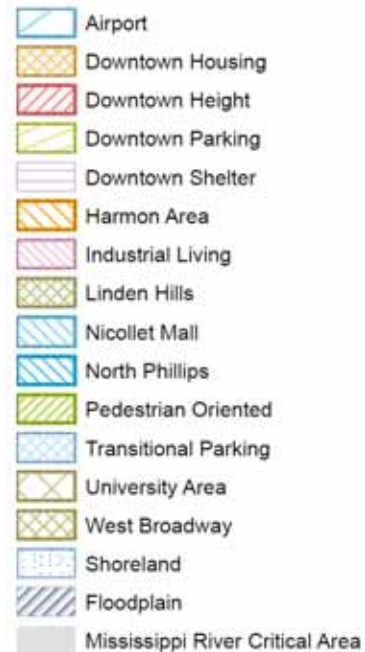 Airport
Downtown Housing
Downtown Height
Downtown Parking
Downtown Shelter
Harmon Area
Industrial Living
Linden Hills
Nicollet Mall
North Phillips
Pedestrian Oriented
Transitional Parking
University Area
West Broadway
Shoreland
Floodplain
Mississippi River Critical Area